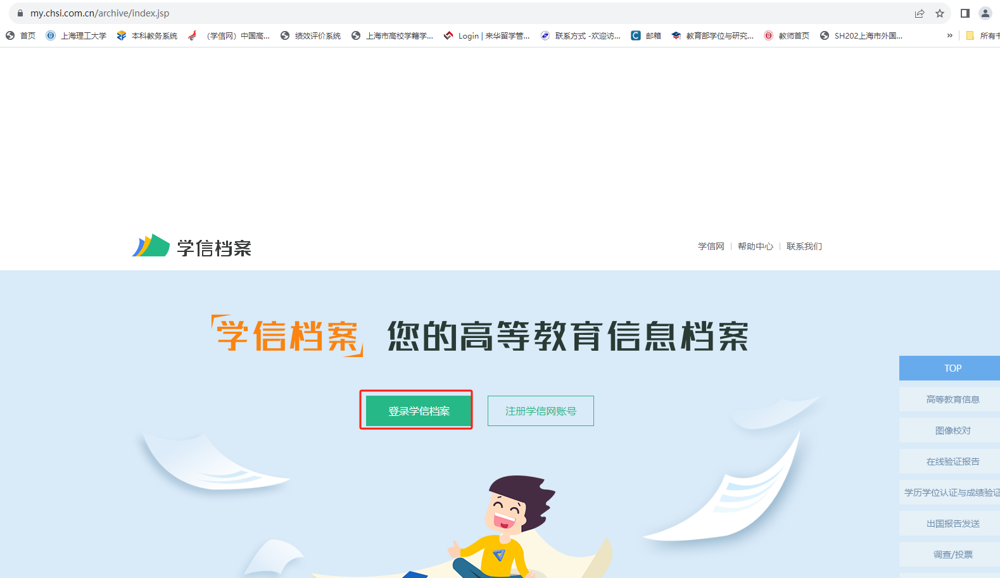 my.chsi.com.cn/archive/index.jsp
首页 上海理工大学 本科教务系统 （学信网）中国高... 绩效评价系统 上海市高校学籍学... Login | 来华留学管... 联系方式 -欢迎访... 邮箱 教育部学位与研究... 教师首页 SH202上海市外国... » 所有书
学信档案
学信网 | 帮助中心 | 联系我们
学信档案 您的高等教育信息档案
登录学信档案 注册学信网账号
TOP
高等教育信息
图像校对
在线验证报告
学历学位认证与成绩验证
出国报告发送
调查/投票